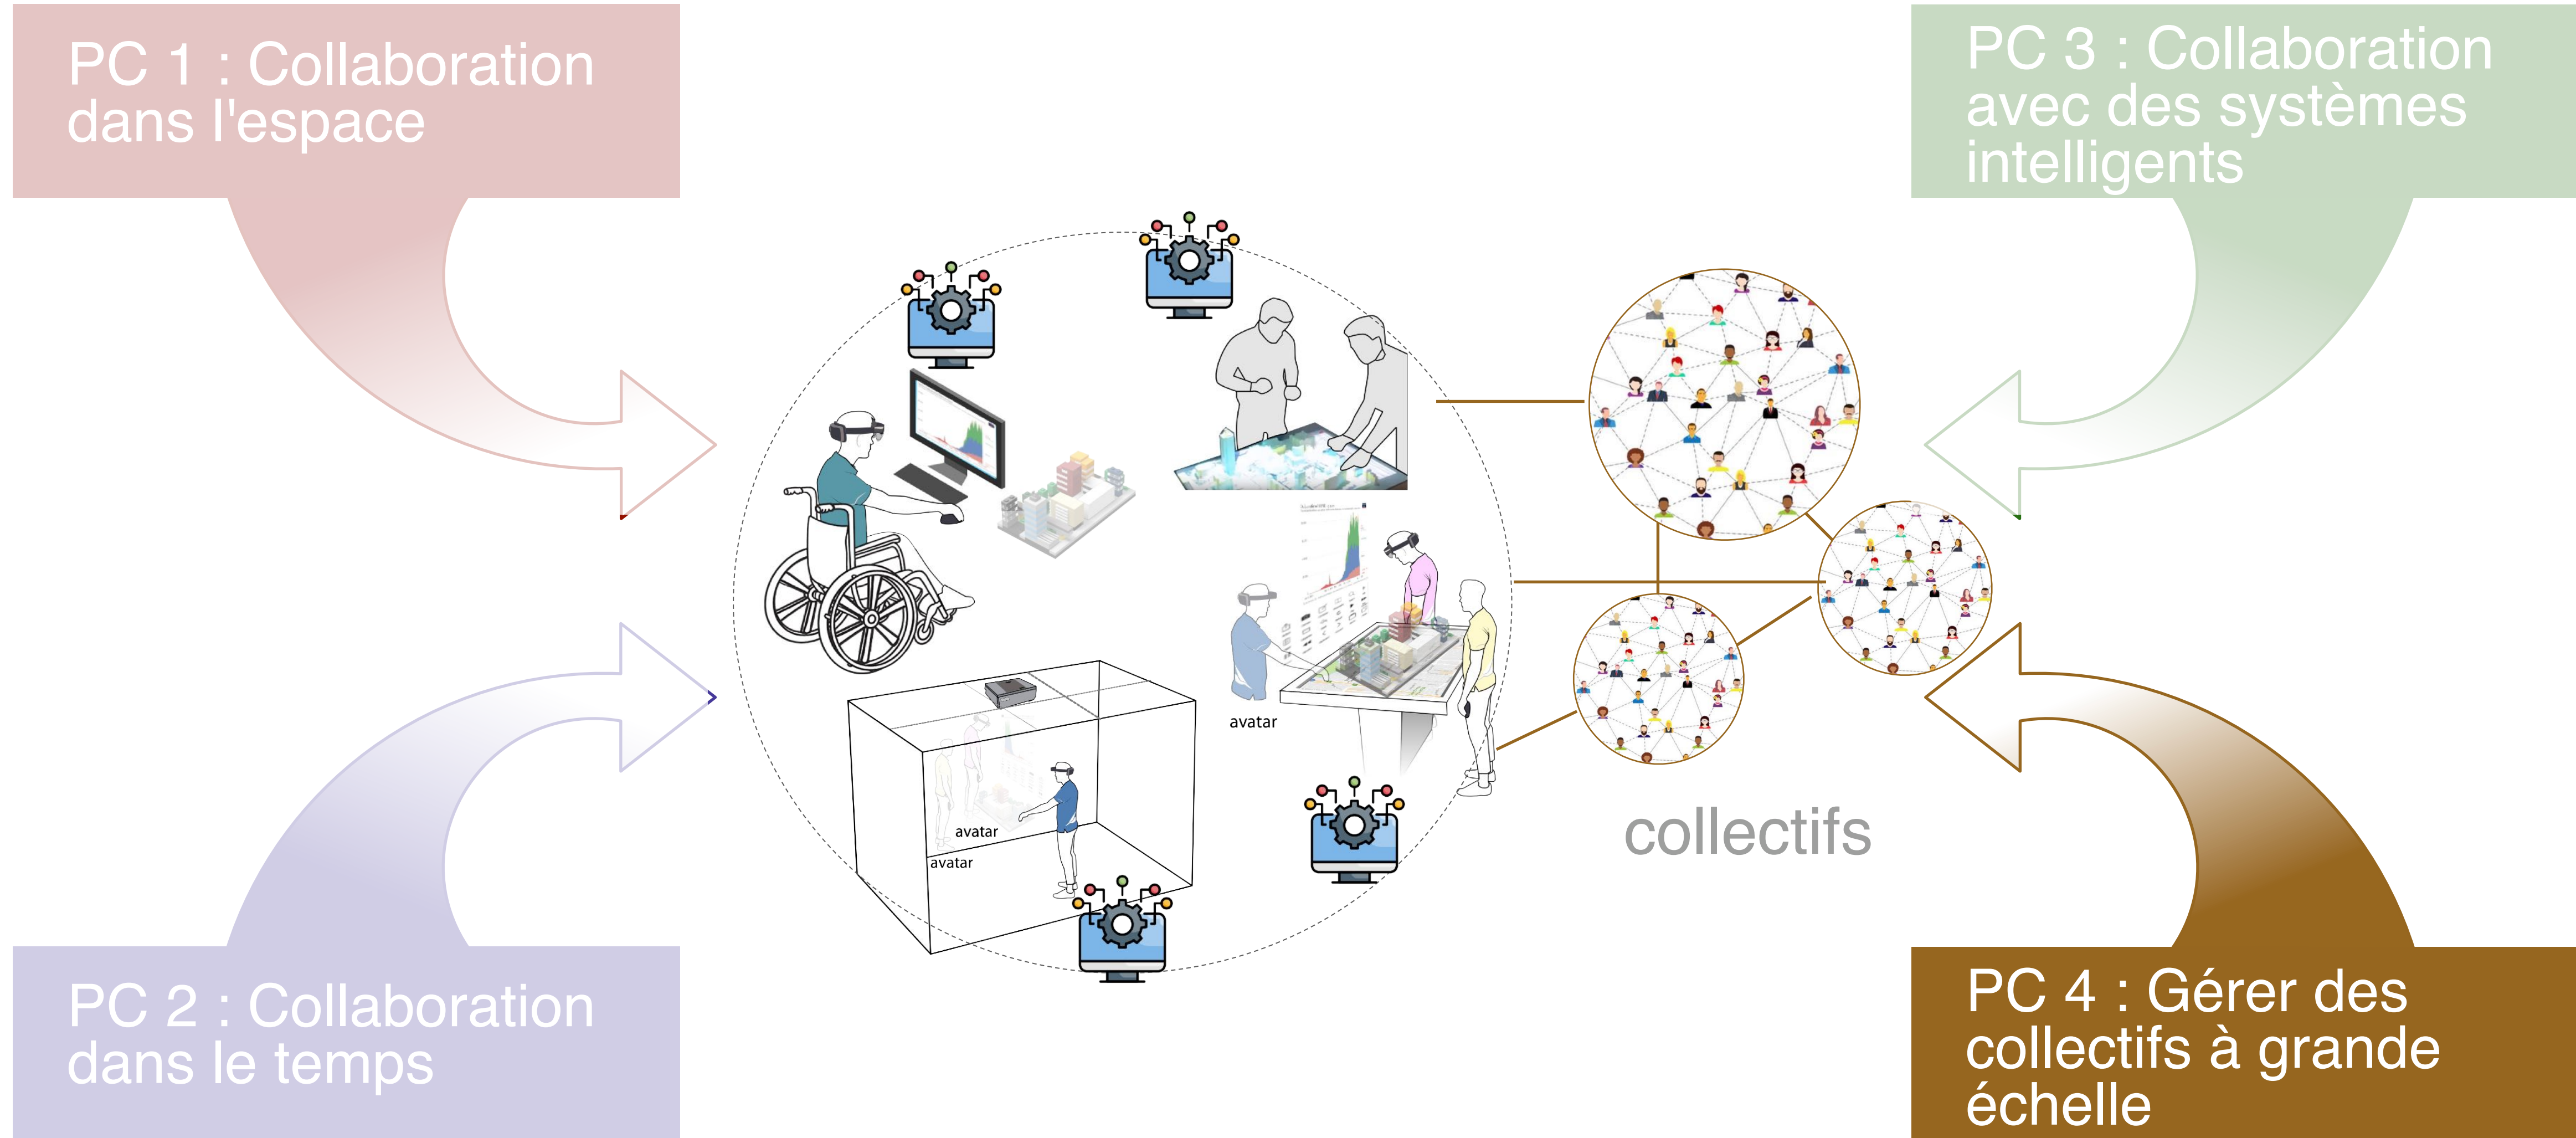 PC 1 : Collaboration
dans l'espace
PC 3 : Collaboration
avec des systèmes
intelligents
avatar
avatar
avatar
collectifs
PC 2 : Collaboration
dans le temps
PC 4 : Gérer des
collectifs à grande
échelle